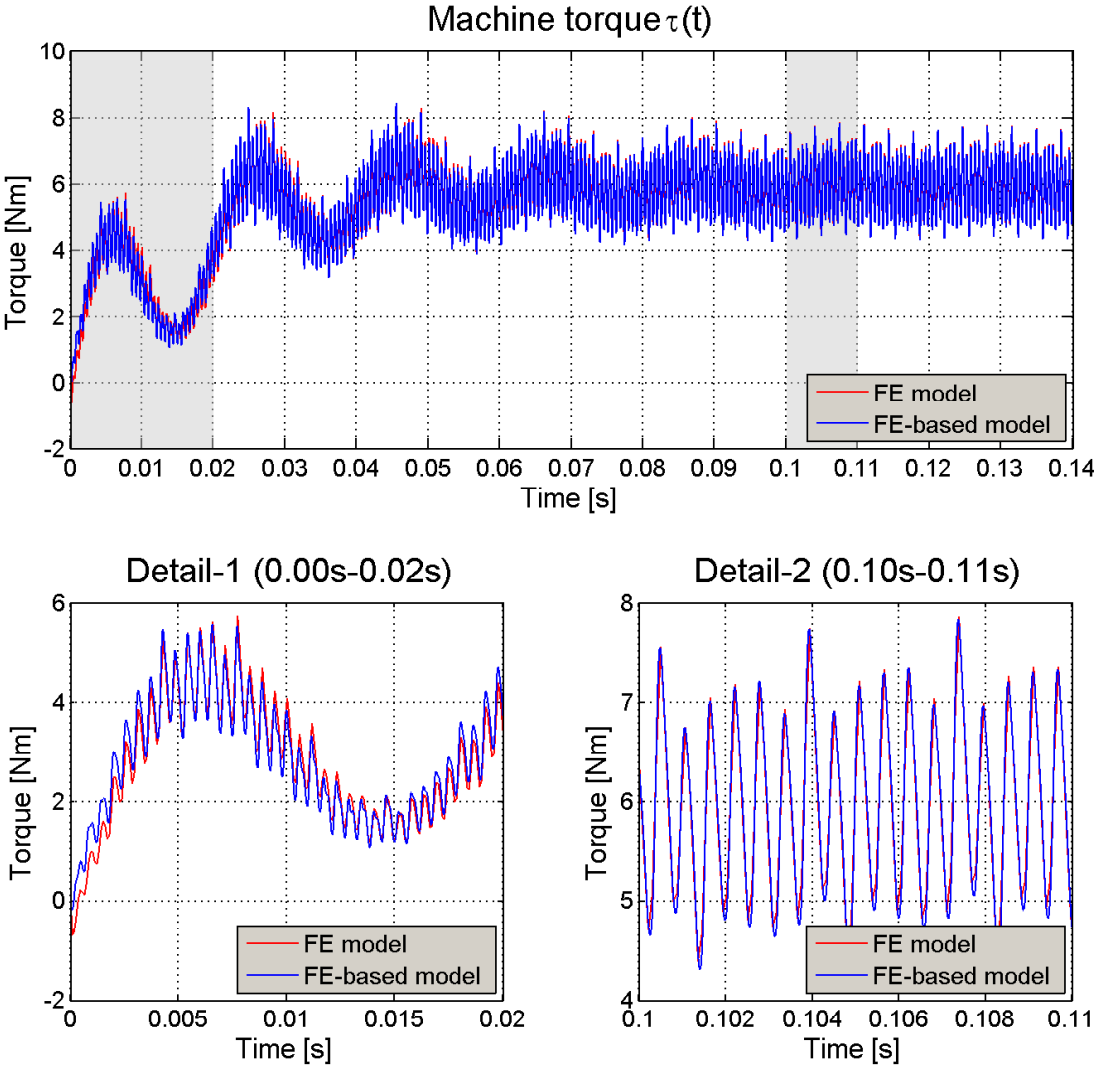 Machine torque τ(t)
Torque [Nm]
10
8
6
4
2
0
-2
0 0.01 0.02 0.03 0.04 0.05 0.06 0.07 0.08 0.09 0.1 0.11 0.12 0.13 0.14
Time [s]
FE model
FE-based model
Detail-1 (0.00s-0.02s)
Torque [Nm]
6
4
2
0
-2
0 0.005 0.01 0.015 0.02
Time [s]
FE model
FE-based model
Detail-2 (0.10s-0.11s)
Torque [Nm]
8
7
6
5
4
0.1 0.102 0.104 0.106 0.108 0.11
Time [s]
FE model
FE-based model